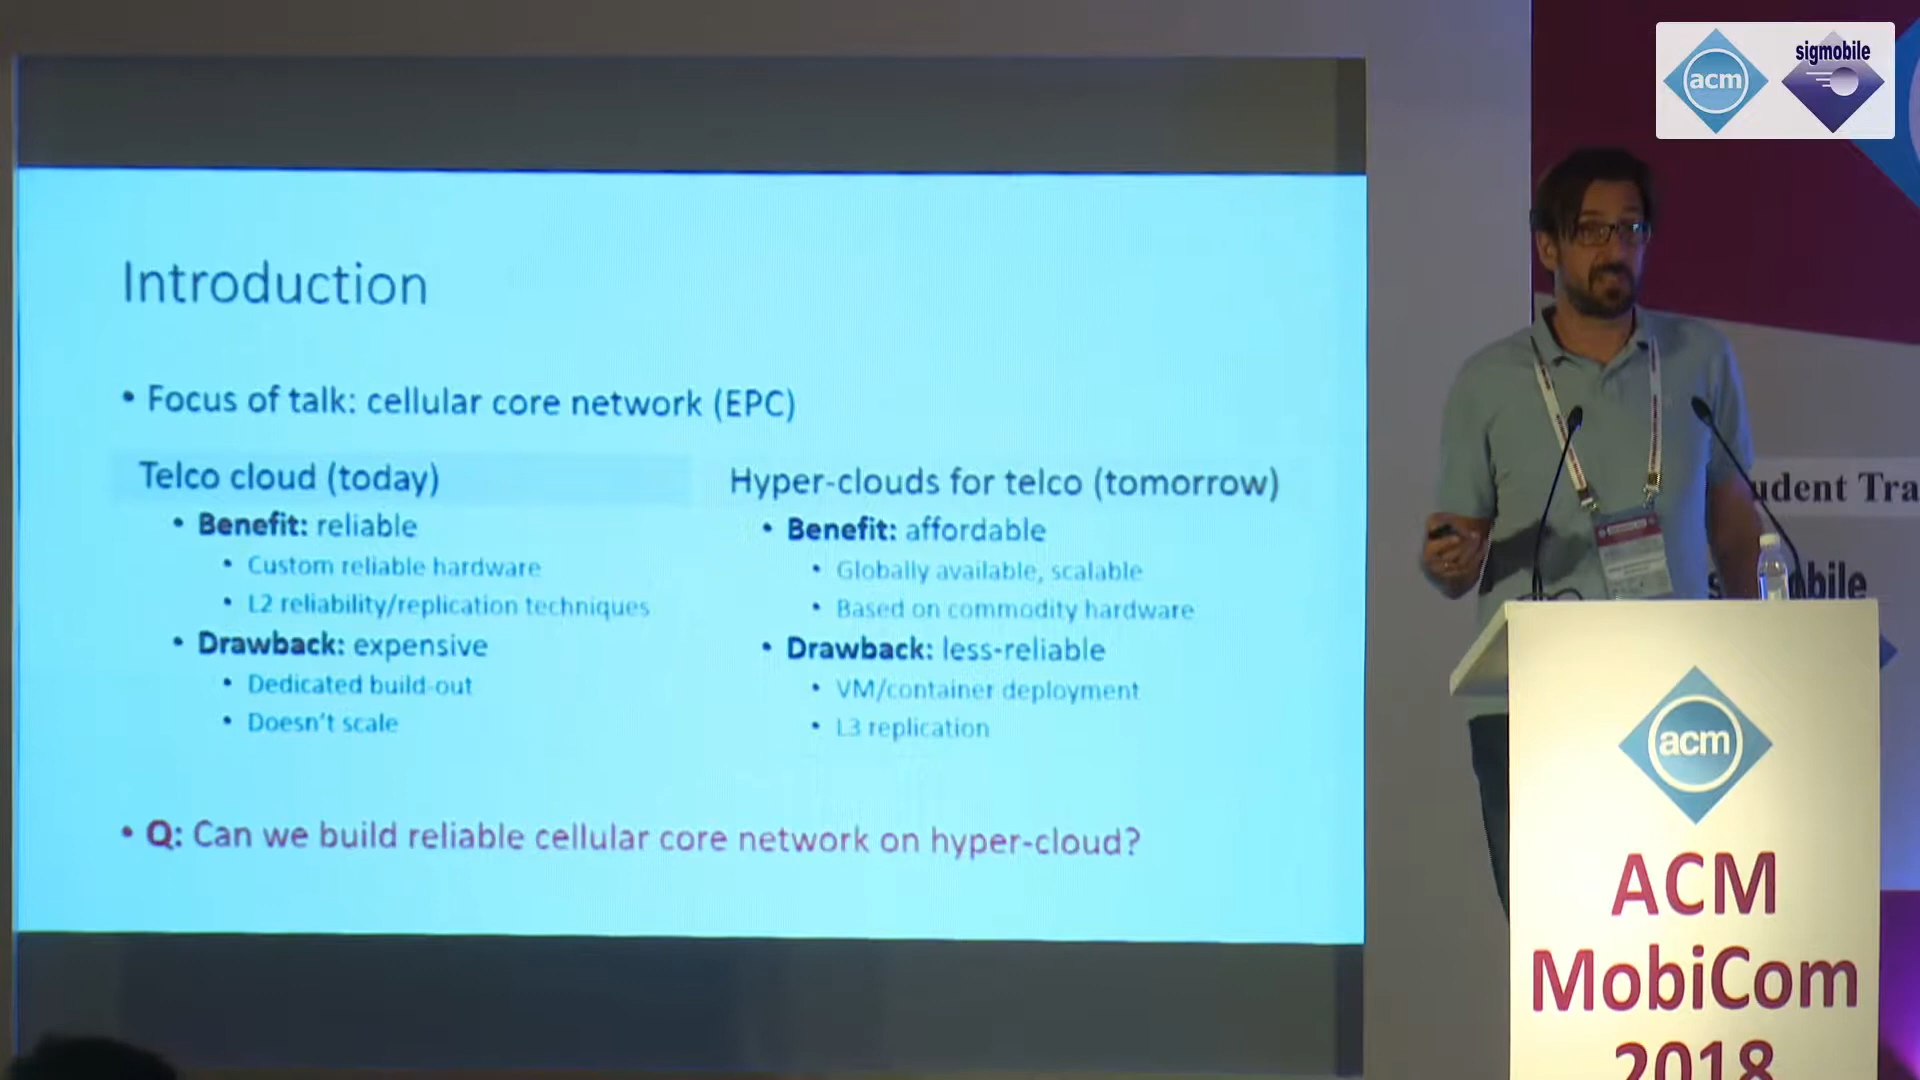 acm
sigmobile
Introduction
• Focus of talk: cellular core network (EPC)
Telco cloud (today)
• Benefit: reliable
• Custom reliable hardware
• L2 reliability/replication techniques
• Drawback: expensive
• Dedicated build-out
• Doesn't scale
Hyper-clouds for telco (tomorrow)
• Benefit: affordable
• Globally available, scalable
• Based on commodity hardware
• Drawback: less-reliable
• VM/container deployment
• L3 replication
• Q: Can we build reliable cellular core network on hyper-cloud?
udent Tra
bile
acm
ACM
MobiCom
2018